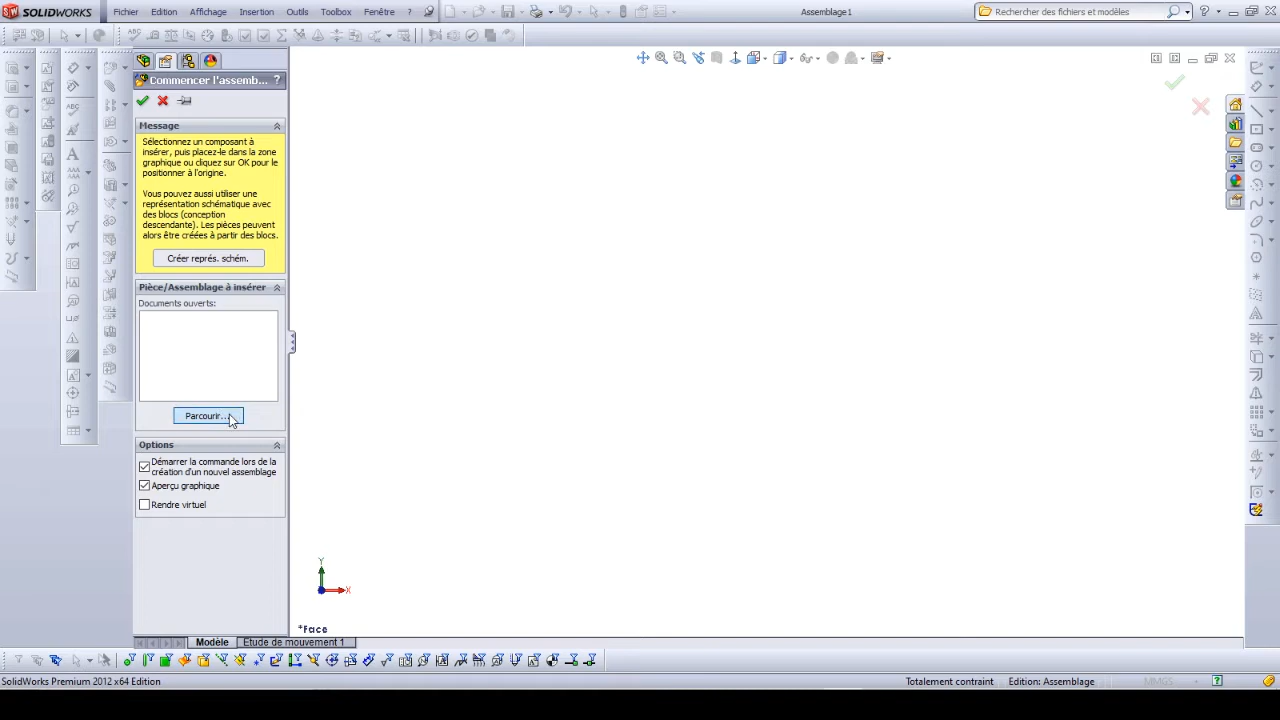 SOLIDWORKS
Fichier Edition Affichage Insertion Outils Toolbox Fenêtre ?
Assemblage1
Rechercher des fichiers et modèles
Commencer l'assemb... ?
Message
Sélectionnez un composant à
insérer, puis placez-le dans la zone
graphique ou cliquez sur OK pour le
positionner à l'origine.
Vous pouvez aussi utiliser une
représentation schématique avec
des blocs (conception
descendante). Les pièces peuvent
alors être créées à partir des blocs.
Créer représ. schém.
Pièce/Assemblage à insérer
Documents ouverts:
Parcourir...
Options
Démarrer la commande lors de la
création d'un nouvel assemblage
Aperçu graphique
Rendre virtuel
Y
X
*Face
Modèle Etude de mouvement 1
SolidWorks Premium 2012 x64 Edition
Totalement contraint Edition: Assemblage MMGS